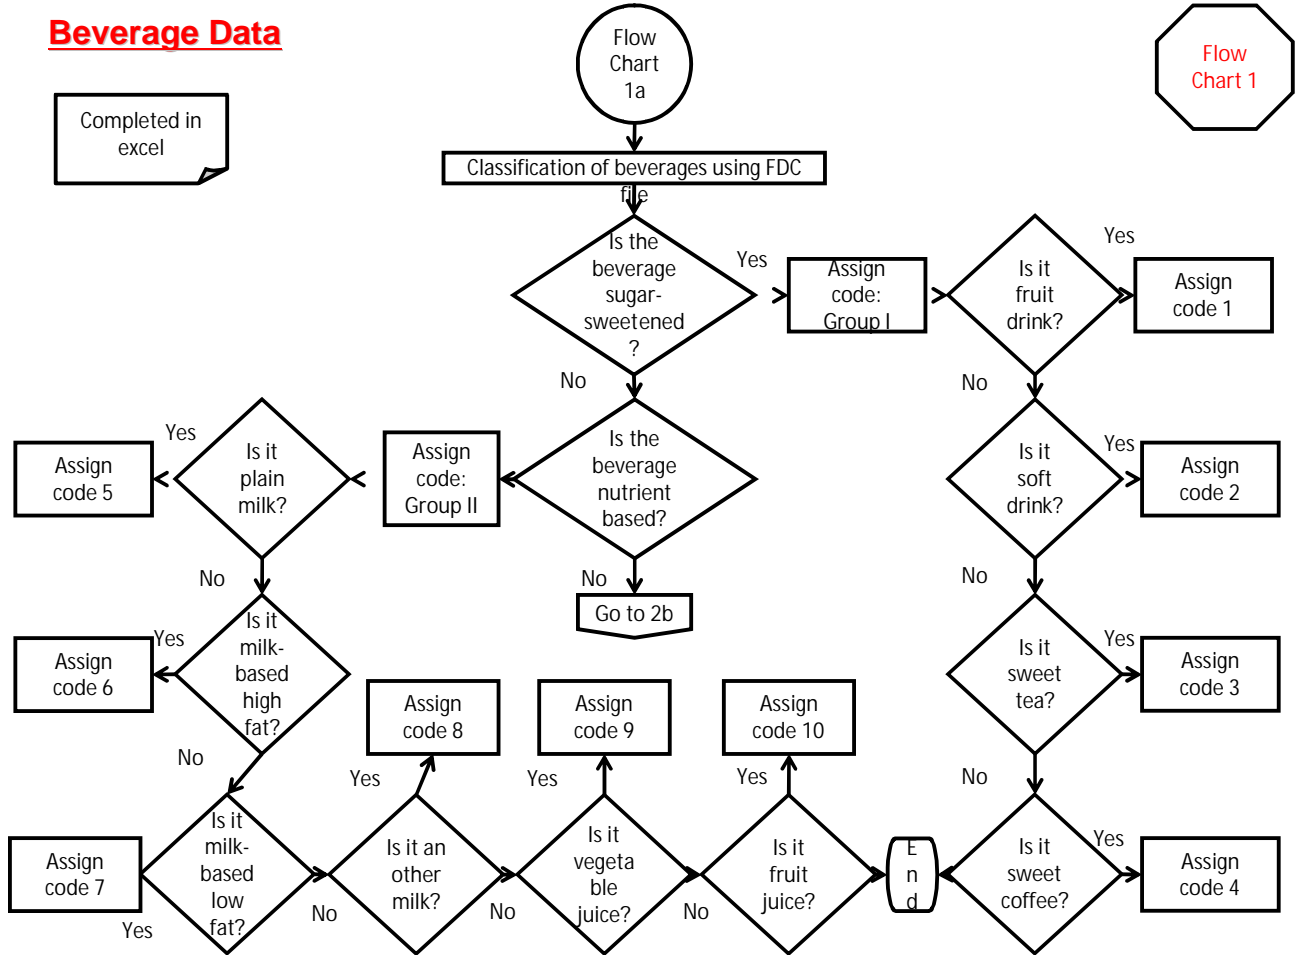 Beverage Data
Flow
Chart
1a
Flow
Chart 1
Completed in
excel
Classification of beverages using FDC
file
Is the
beverage
sugar-
sweetened
?
Yes
Assign
code:
Group I
Is it
fruit
drink?
Yes
Assign
code 1
No
No
Is it
plain
milk?
Yes
Assign
code 5
Assign
code:
Group II
Is the
beverage
nutrient
based?
Is it
soft
drink?
Yes
Assign
code 2
No
No
No
Go to 2b
Is it
milk-
based
high
fat?
Yes
Assign
code 6
Is it
sweet
tea?
Yes
Assign
code 3
No
No
Assign
code 8
Assign
code 9
Assign
code 10
Yes
Yes
Yes
Assign
code 7
Yes
Is it
milk-
based
low
fat?
No
Is it an
other
milk?
No
Is it
vegeta
ble
juice?
No
Is it
fruit
juice?
E
n
d
Is it
sweet
coffee?
Yes
Assign
code 4